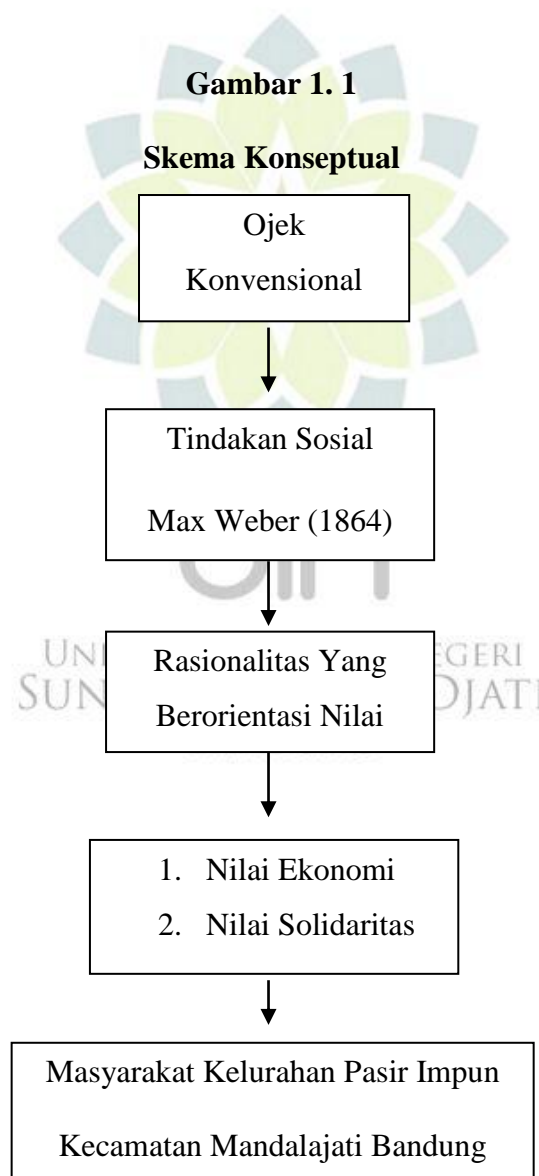 Gambar 1. 1
Skema Konseptual
Ojek
Konvensional
Tindakan Sosial
Max Weber (1864)
Rasionalitas Yang
Berorientasi Nilai
1. Nilai Ekonomi
2. Nilai Solidaritas
Masyarakat Kelurahan Pasir Impun
Kecamatan Mandalajati Bandung